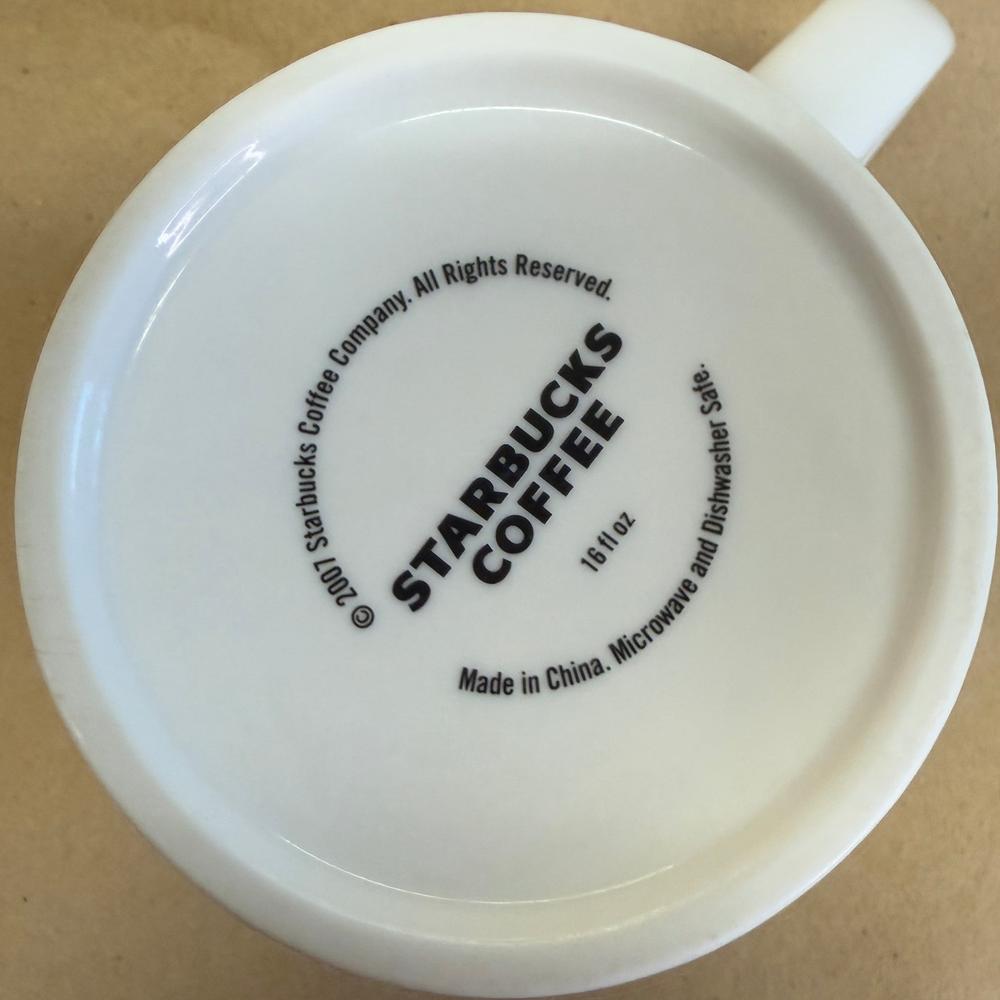 © 2007 Starbucks Coffee Company. All Rights Reserved.
STARBUCKS
COFFEE
16 fl oz
Made in China. Microwave and Dishwasher Safe.